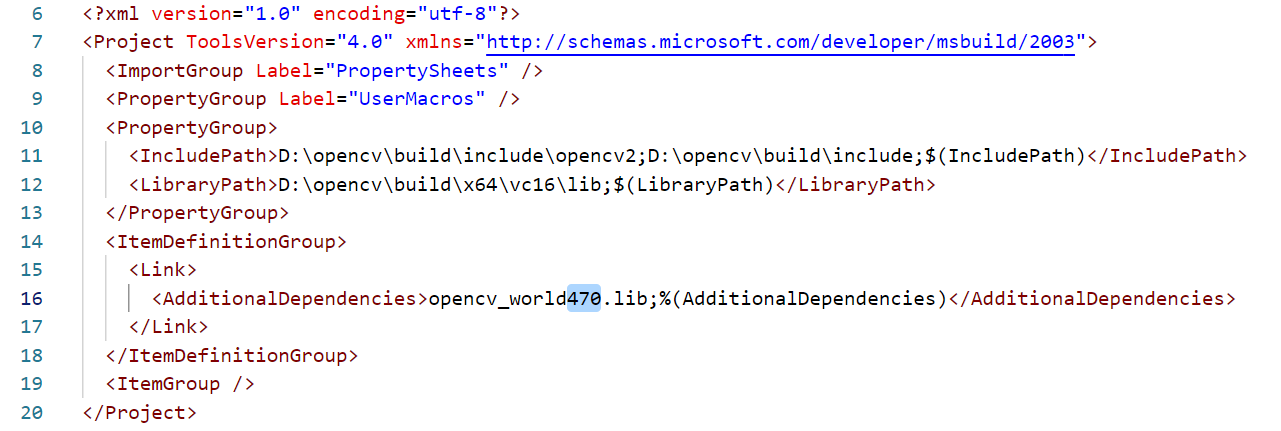 6 <?xml version="1.0" encoding="utf-8"?>
7 <Project ToolsVersion="4.0" xmlns="http://schemas.microsoft.com/developer/msbuild/2003">
8 <ImportGroup Label="PropertySheets" />
9 <PropertyGroup Label="UserMacros" />
10 <PropertyGroup>
11 <IncludePath>D:\opencv\build\include\opencv2;D:\opencv\build\include;$(IncludePath)</IncludePath>
12 <LibraryPath>D:\opencv\build\x64\vc16\lib;$(LibraryPath)</LibraryPath>
13 </PropertyGroup>
14 <ItemDefinitionGroup>
15 <Link>
16 <AdditionalDependencies>opencv_world470.lib;%(AdditionalDependencies)</AdditionalDependencies>
17 </Link>
18 </ItemDefinitionGroup>
19 <ItemGroup />
20 </Project>